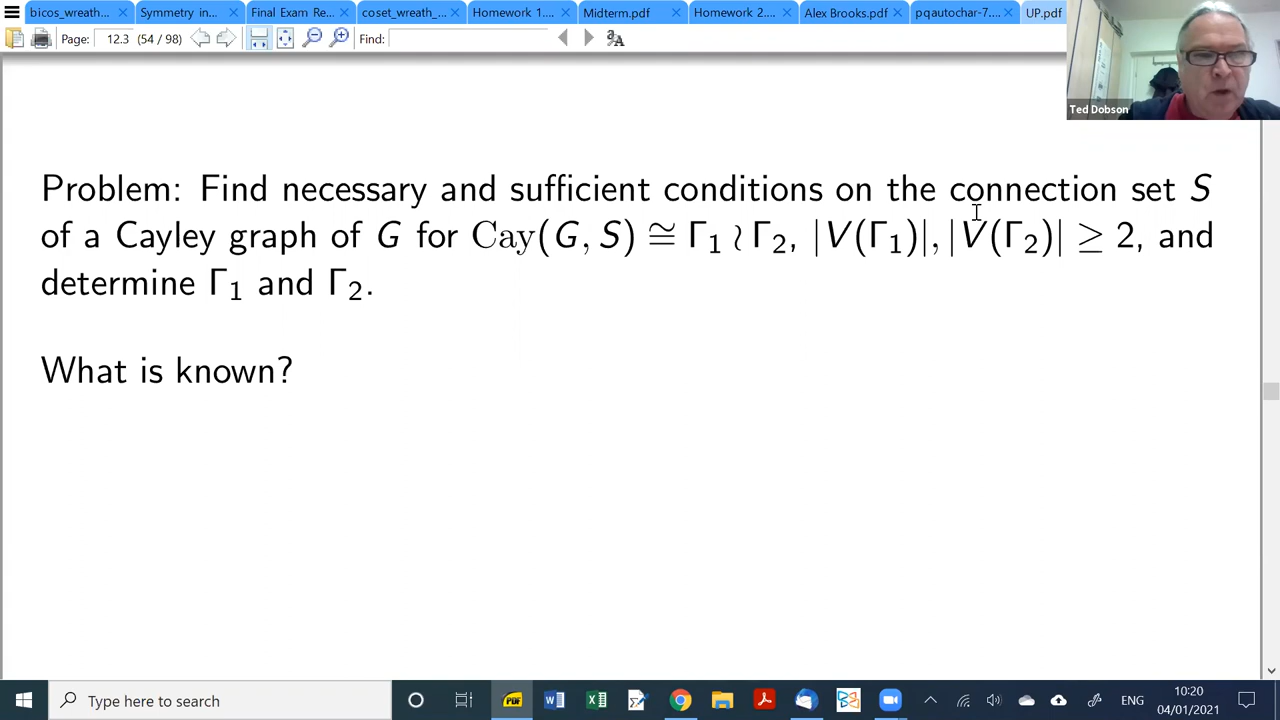 bicos_wreath... Symmetry in... Final Exam Re... coset_wreath_... Homework 1.... Midterm.pdf Homework 2.... Alex Brooks.pdf pqautochar-7.... UP.pdf
Page: 12.3 (54 / 98) Find:
Ted Dobson
Problem: Find necessary and sufficient conditions on the connection set S
of a Cayley graph of G for Cay(G, S) ≅ Γ₁ ≀ Γ₂, |V(Γ₁)|, |V(Γ₂)| ≥ 2, and
determine Γ₁ and Γ₂.
What is known?
Type here to search
ENG
10:20
04/01/2021